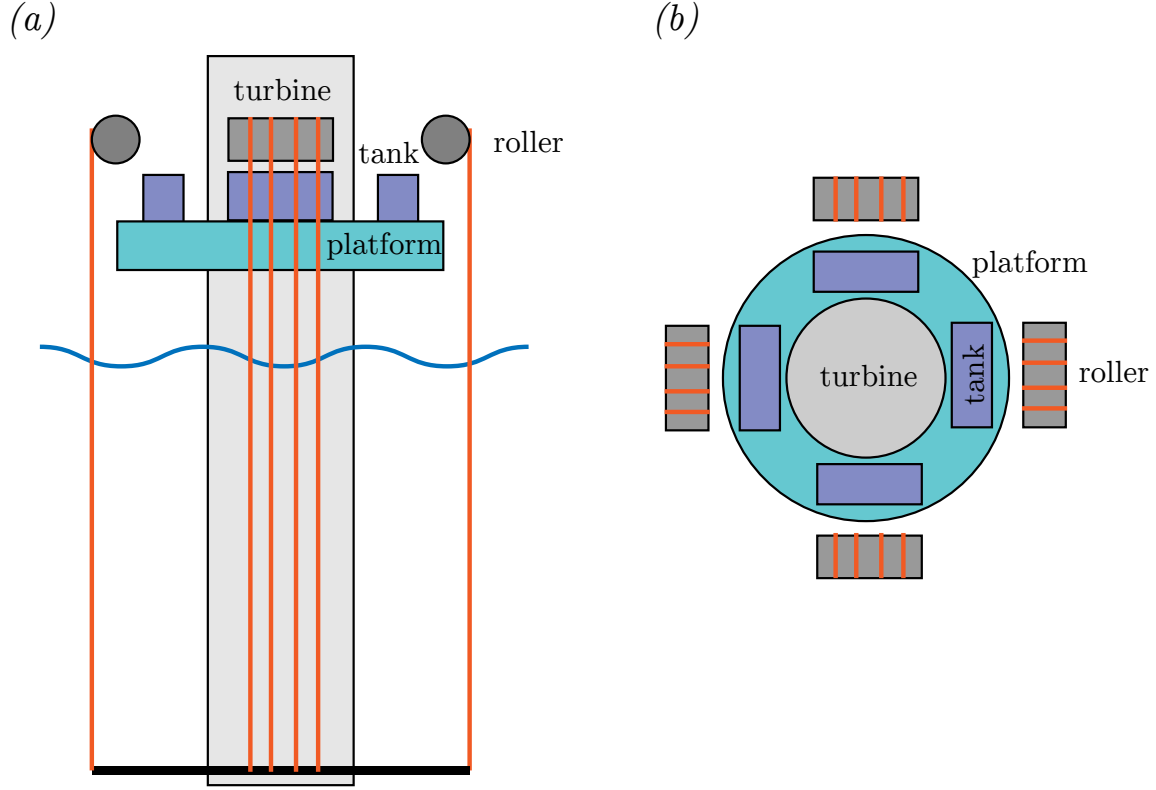 (a)
turbine
roller
tank
platform
(b)
platform
tank
turbine
roller